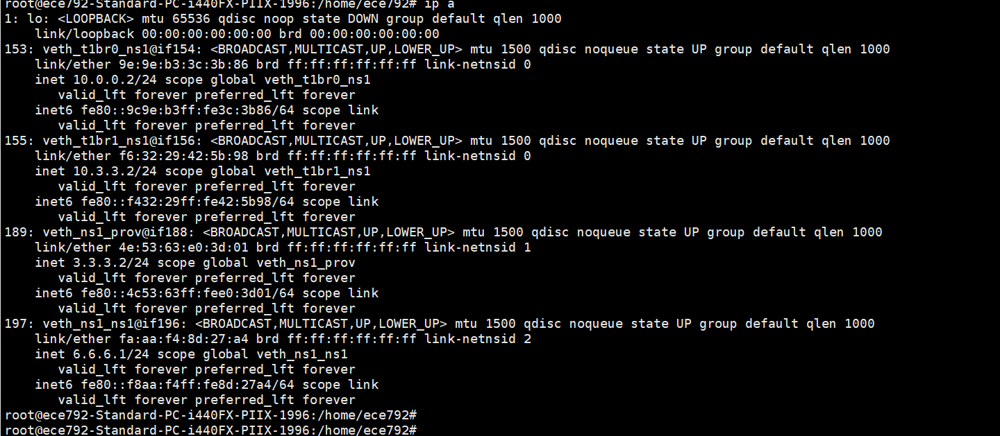 root@ece792-Standard-PC-i440FX-PIIX-1996:/home/ece792# ip a
1: lo: <LOOPBACK> mtu 65536 qdisc noop state DOWN group default qlen 1000
    link/loopback 00:00:00:00:00:00 brd 00:00:00:00:00:00
153: veth_t1br0_ns1@if154: <BROADCAST,MULTICAST,UP,LOWER_UP> mtu 1500 qdisc noqueue state UP group default qlen 1000
    link/ether 9e:9e:b3:3c:3b:86 brd ff:ff:ff:ff:ff:ff link-netnsid 0
    inet 10.0.0.2/24 scope global veth_t1br0_ns1
       valid_lft forever preferred_lft forever
    inet6 fe80::9c9e:b3ff:fe3c:3b86/64 scope link
       valid_lft forever preferred_lft forever
155: veth_t1br1_ns1@if156: <BROADCAST,MULTICAST,UP,LOWER_UP> mtu 1500 qdisc noqueue state UP group default qlen 1000
    link/ether f6:32:29:42:5b:98 brd ff:ff:ff:ff:ff:ff link-netnsid 0
    inet 10.3.3.2/24 scope global veth_t1br1_ns1
       valid_lft forever preferred_lft forever
    inet6 fe80::f432:29ff:fe42:5b98/64 scope link
       valid_lft forever preferred_lft forever
189: veth_ns1_prov@if188: <BROADCAST,MULTICAST,UP,LOWER_UP> mtu 1500 qdisc noqueue state UP group default qlen 1000
    link/ether 4e:53:63:e0:3d:01 brd ff:ff:ff:ff:ff:ff link-netnsid 1
    inet 3.3.3.2/24 scope global veth_ns1_prov
       valid_lft forever preferred_lft forever
    inet6 fe80::4c53:63ff:fee0:3d01/64 scope link
       valid_lft forever preferred_lft forever
197: veth_ns1_ns1@if196: <BROADCAST,MULTICAST,UP,LOWER_UP> mtu 1500 qdisc noqueue state UP group default qlen 1000
    link/ether fa:aa:f4:8d:27:a4 brd ff:ff:ff:ff:ff:ff link-netnsid 2
    inet 6.6.6.1/24 scope global veth_ns1_ns1
       valid_lft forever preferred_lft forever
    inet6 fe80::f8aa:f4ff:fe8d:27a4/64 scope link
       valid_lft forever preferred_lft forever
root@ece792-Standard-PC-i440FX-PIIX-1996:/home/ece792#
root@ece792-Standard-PC-i440FX-PIIX-1996:/home/ece792#